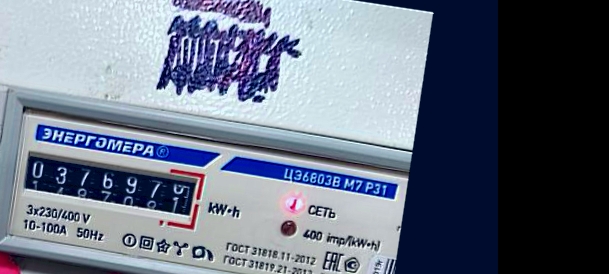 ЭНЕРГОМЕРА®
ЦЭ6803В М7 Р31
0 3 7 6 9 7
kW•h
СЕТЬ
400 imp/(kW•h)
3x230/400 V
10-100A 50Hz
ГОСТ 31818.11-2012
ГОСТ 31819.21-2012
EAC